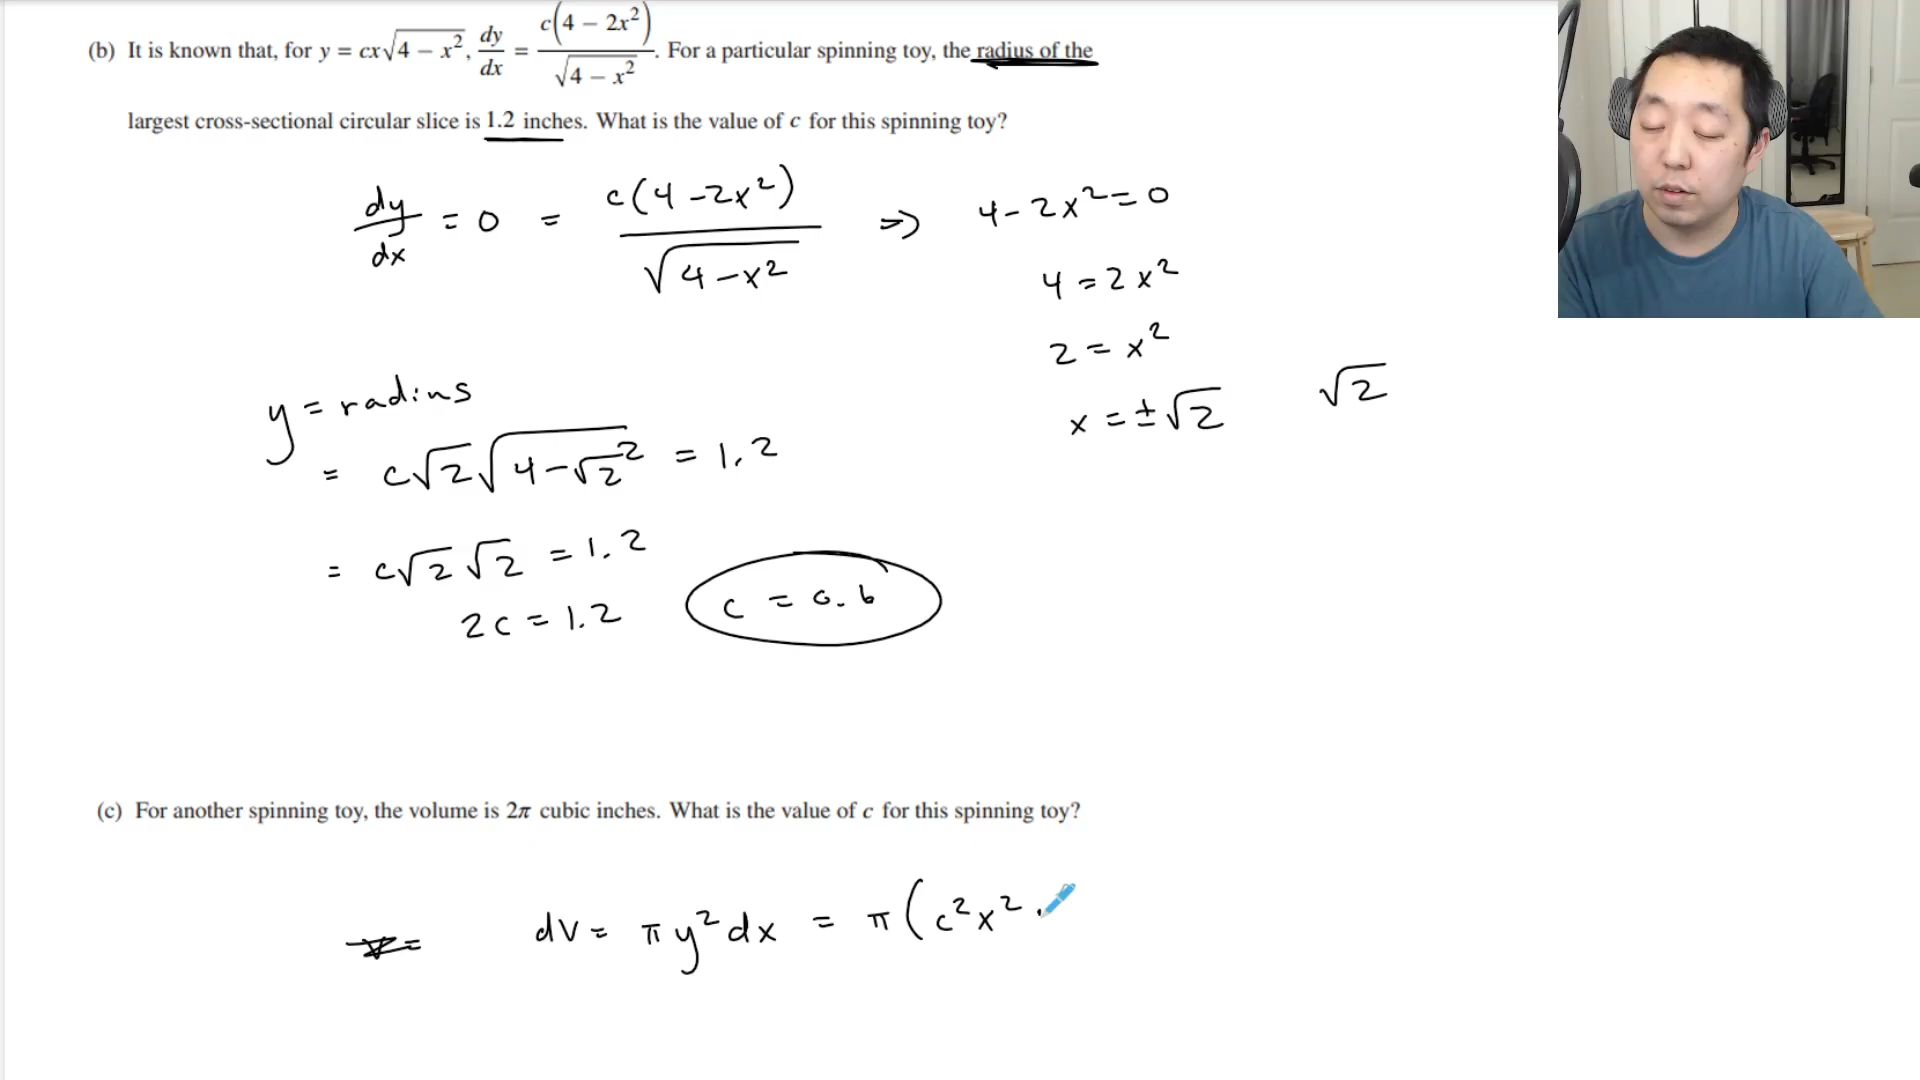 (b) It is known that, for y = cx√(4 − x²), dy/dx = c(4 − 2x²)/√(4 − x²). For a particular spinning toy, the radius of the
largest cross-sectional circular slice is 1.2 inches. What is the value of c for this spinning toy?
dy/dx = 0 = c(4-2x²)/√(4-x²) => 4-2x²=0
4=2x²
2=x²
x=±√2 √2
y = radius
= c√2√(4-√2²) = 1.2
= c√2√2 = 1.2
2c=1.2
c = 0.6
(c) For another spinning toy, the volume is 2π cubic inches. What is the value of c for this spinning toy?
dV= πy²dx = π(c²x²